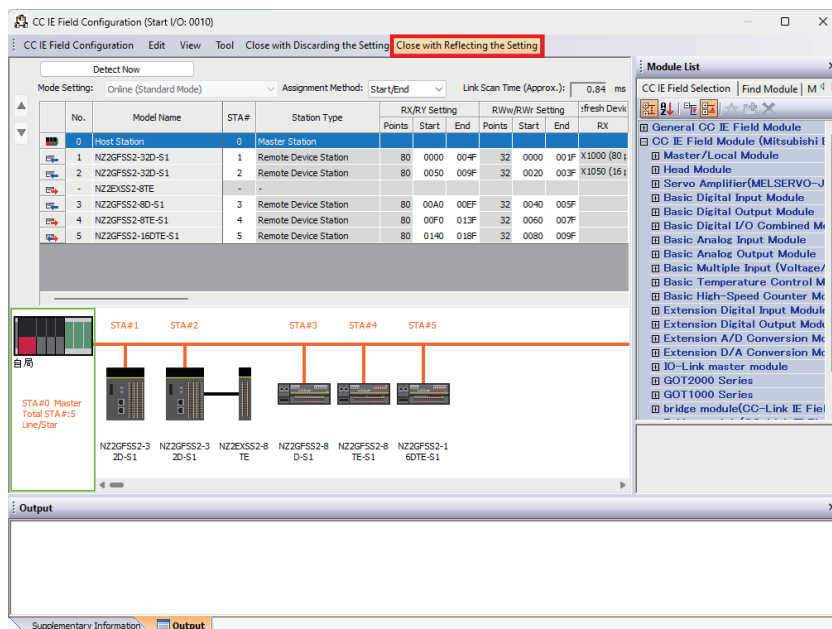 CC IE Field Configuration (Start I/O: 0010)
CC IE Field Configuration Edit View Tool Close with Discarding the Setting Close with Reflecting the Setting
Detect Now
Mode Setting: Online (Standard Mode) Assignment Method: Start/End Link Scan Time (Approx.): 0.84 ms
No. Model Name STA# Station Type RX/RY Setting RWw/RWr Setting
Points Start End Points Start End RX
0 Host Station 0 Master Station
1 NZ2GFSS2-32D-S1 1 Remote Device Station 80 0000 004F 32 0000 001F X1000 (80
2 NZ2GFSS2-32D-S1 2 Remote Device Station 80 0050 009F 32 0020 003F X1050 (16
- NZ2EXSS2-8TE - -
3 NZ2GFSS2-8D-S1 3 Remote Device Station 80 00A0 00EF 32 0040 005F
4 NZ2GFSS2-8TE-S1 4 Remote Device Station 80 00F0 013F 32 0060 007F
5 NZ2GFSS2-16DTE-S1 5 Remote Device Station 80 0140 018F 32 0080 009F
自局
STA#0 Master
Total STA#:5
Line/Star
STA#1 STA#2 STA#3 STA#4 STA#5
NZ2GFSS2-3 NZ2GFSS2-3 NZ2EXSS2-8 NZ2GFSS2-8 NZ2GFSS2-8 NZ2GFSS2-1
2D-S1 2D-S1 TE D-S1 TE-S1 6DTE-S1
Module List
CC IE Field Selection Find Module M
General CC IE Field Module
CC IE Field Module (Mitsubishi
Master/Local Module
Head Module
Servo Amplifier(MELSERVO-J
Basic Digital Input Module
Basic Digital Output Module
Basic Digital I/O Combined
Basic Analog Input Module
Basic Analog Output Module
Basic Multiple Input (Voltage/
Basic Temperature Control M
Basic High-Speed Counter
Extension Digital Input Module
Extension Digital Output
Extension A/D Conversion
Extension D/A Conversion
IO-Link master module
GOT2000 Series
GOT1000 Series
bridge module(CC-Link IE
Output
Supplementary Information Output